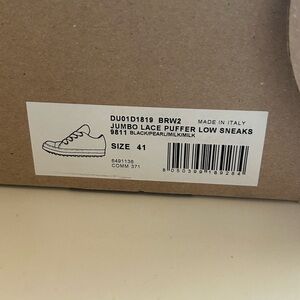 DU01D1819 BRW2 MADE IN ITALY
JUMBO LACE PUFFER LOW SNEAKS
9811 BLACK/PEARL/MILK/MILK
SIZE 41
6491136
COMM 371
8050399189284